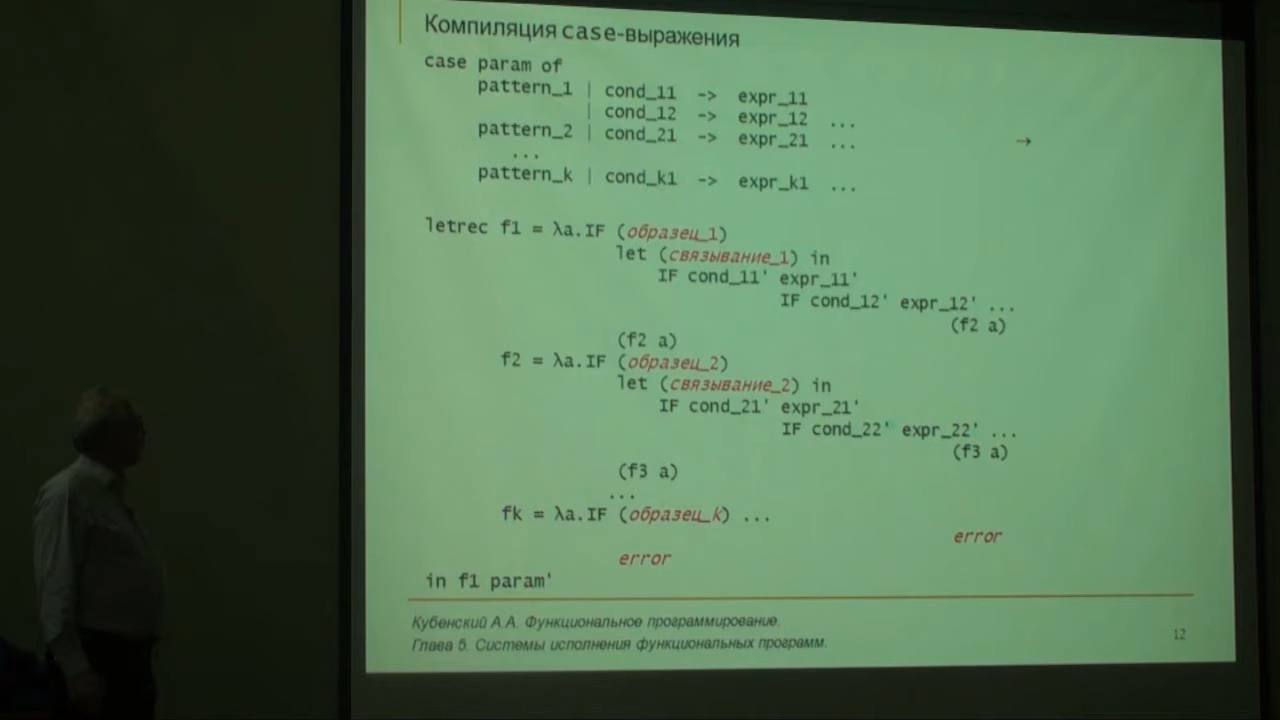 Компиляция case-выражения
case param of
pattern_1 | cond_11 -> expr_11
| cond_12 -> expr_12 ...
pattern_2 | cond_21 -> expr_21 ... →
...
pattern_k | cond_k1 -> expr_k1 ...
letrec f1 = λa.IF (образец_1)
let (связывание_1) in
IF cond_11' expr_11'
IF cond_12' expr_12' ...
(f2 a)
(f2 a)
f2 = λa.IF (образец_2)
let (связывание_2) in
IF cond_21' expr_21'
IF cond_22' expr_22' ...
(f3 a)
(f3 a)
...
fk = λa.IF (образец_k) ...
error
error
in f1 param'
Кубенский А.А. Функциональное программирование.
Глава 5. Системы исполнения функциональных программ.
12